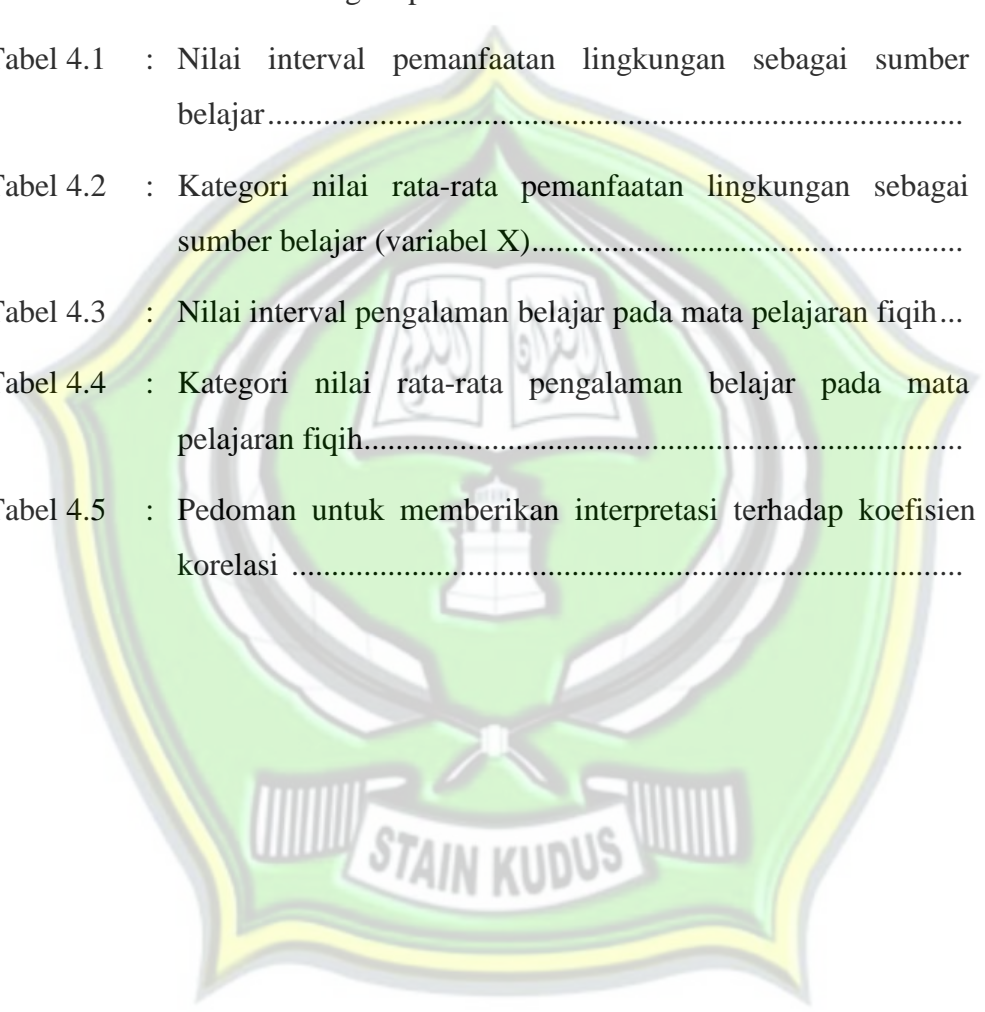 Tabel 4.1 : Nilai interval pemanfaatan lingkungan sebagai sumber
belajar.............................................................................
Tabel 4.2 : Kategori nilai rata-rata pemanfaatan lingkungan sebagai
sumber belajar (variabel X)................................................
Tabel 4.3 : Nilai interval pengalaman belajar pada mata pelajaran fiqih...
Tabel 4.4 : Kategori nilai rata-rata pengalaman belajar pada mata
pelajaran fiqih..................................................................
Tabel 4.5 : Pedoman untuk memberikan interpretasi terhadap koefisien
korelasi ..........................................................................
STAIN KUDUS